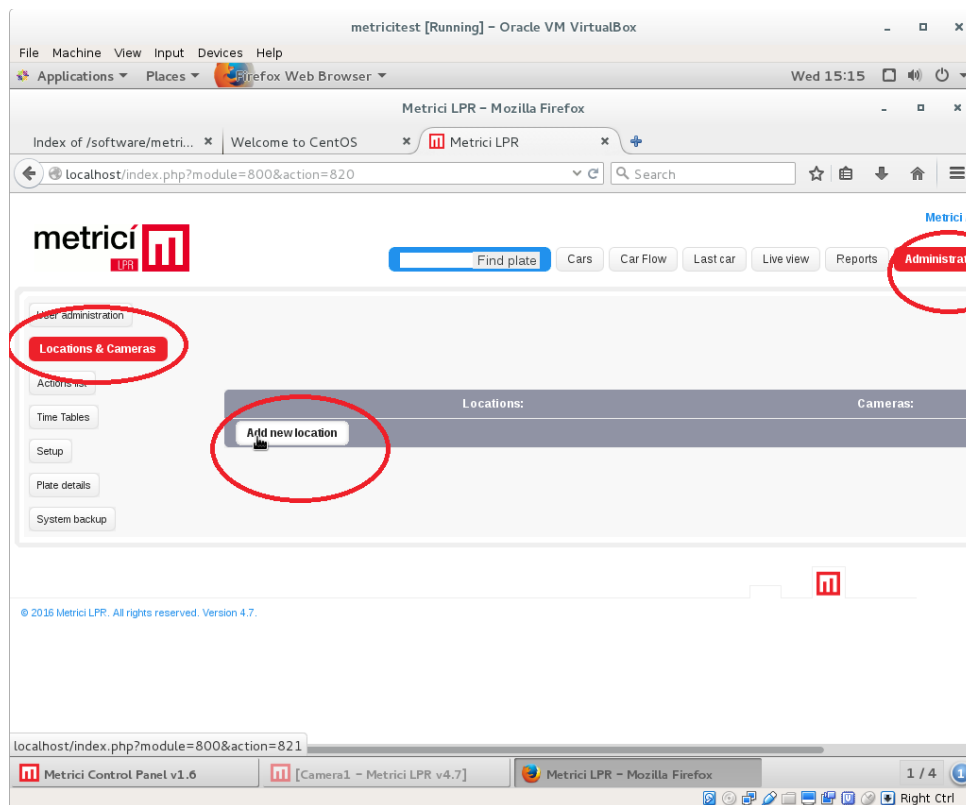 metricitest [Running] – Oracle VM VirtualBox
File Machine View Input Devices Help
Applications Places Firefox Web Browser Wed 15:15
Metrici LPR – Mozilla Firefox
Index of /software/metri... Welcome to CentOS Metrici LPR
localhost/index.php?module=800&action=820 Search
Metrici
metrici LPR
Find plate Cars Car Flow Last car Live view Reports Administrat
User administration
Locations & Cameras
Actions list
Locations: Cameras:
Time Tables
Add new location
Setup
Plate details
System backup
© 2016 Metrici LPR. All rights reserved. Version 4.7.
localhost/index.php?module=800&action=821
Metrici Control Panel v1.6 [Camera1 – Metrici LPR v4.7] Metrici LPR – Mozilla Firefox 1 / 4 1
Right Ctrl